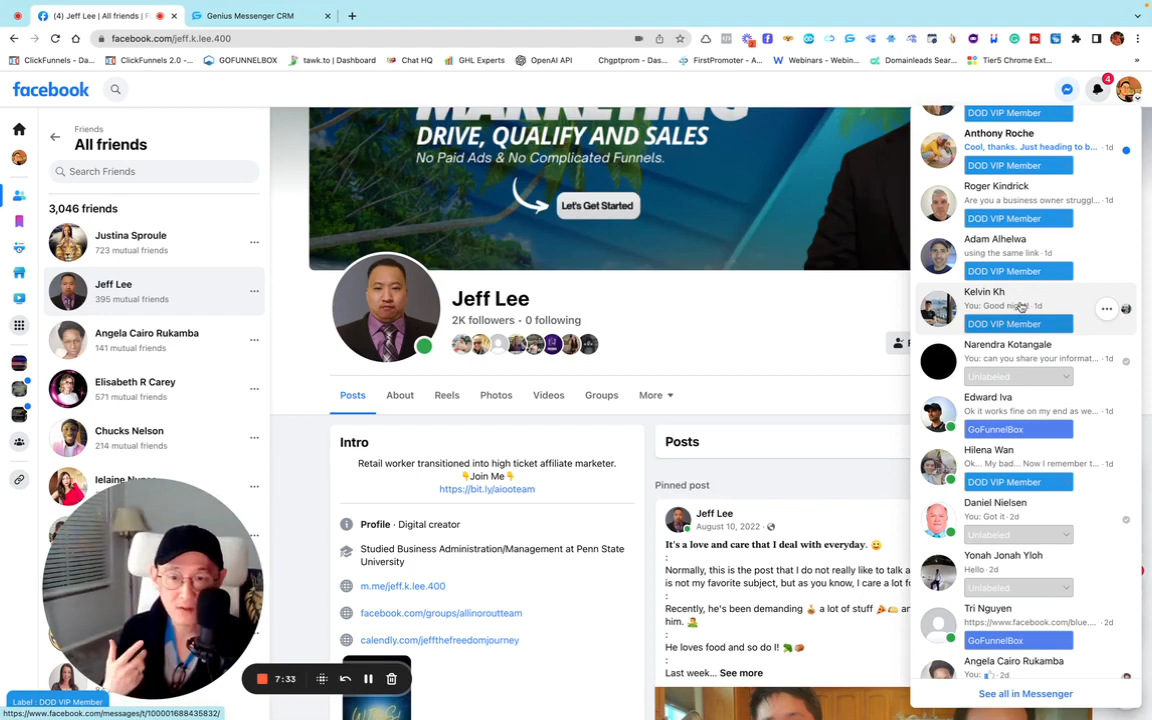 (4) Jeff Lee | All friends | F
Genius Messenger CRM
facebook.com/jeff.k.lee.400
ClickFunnels - Da...
ClickFunnels 2.0 -...
GOFUNNELBOX
tawk.to | Dashboard
Chat HQ
GHL Experts
OpenAI API
Chgptprom - Das...
FirstPromoter - A...
Webinars - Webin...
Domainleads Sear...
Tier5 Chrome Ext...
facebook
4
Friends
All friends
Search Friends
3,046 friends
Justina Sproule
723 mutual friends
Jeff Lee
395 mutual friends
Angela Cairo Rukamba
141 mutual friends
Elisabeth R Carey
571 mutual friends
Chucks Nelson
214 mutual friends
MARKETING
DRIVE, QUALIFY AND SALES
No Paid Ads & No Complicated Funnels.
Let's Get Started
Jeff Lee
2K followers · 0 following
Posts
About
Reels
Photos
Videos
Groups
More
Intro
Retail worker transitioned into high ticket affiliate marketer.
👇Join Me👇
https://bit.ly/aiooteam
Profile · Digital creator
Studied Business Administration/Management at Penn State
University
m.me/jeff.k.lee.400
facebook.com/groups/allinoroutteam
calendly.com/jeffthefreedomjourney
Posts
Pinned post
Jeff Lee
August 10, 2022 ·
It's a love and care that I deal with everyday. 😅
:
Normally, this is the post that I do not really like to talk a
is not my favorite subject, but as you know, I care a lot fo
:
Recently, he's been demanding 👍 a lot of stuff 🍕
him.
:
He loves food and so do I!
:
Last week... See more
DOD VIP Member
Anthony Roche
Cool, thanks. Just heading to b... · 1d
DOD VIP Member
Roger Kindrick
Are you a business owner struggl... · 1d
DOD VIP Member
Adam Alhelwa
using the same link · 1d
DOD VIP Member
Kelvin Kh
You: Good night · 1d
DOD VIP Member
Narendra Kotangale
You: can you share your informat... · 1d
Unlabeled
Edward Iva
Ok it works fine on my end as we... · 1d
GoFunnelBox
Hilena Wan
Ok... My bad... Now I remember t... · 1d
DOD VIP Member
Daniel Nielsen
You: Got it · 2d
Unlabeled
Yonah Jonah Yloh
Hello · 2d
Unlabeled
Tri Nguyen
https://www.facebook.com/blue.... · 2d
GoFunnelBox
Angela Cairo Rukamba
You: 👍 · 2d
See all in Messenger
7:33
Label : DOD VIP Member
https://www.facebook.com/messages/t/100001688435832/